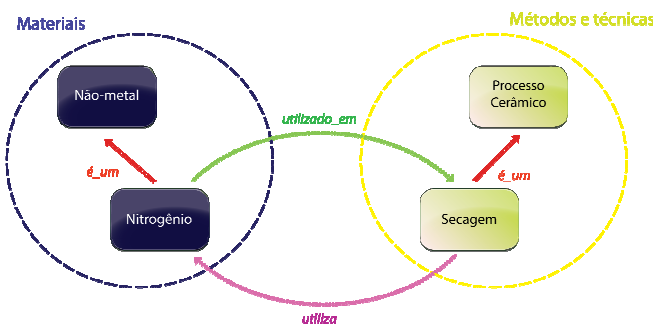 Materiais
Métodos e técnicas
Não-metal
Processo
Cerâmico
utilizado_em
é_um
é_um
Nitrogênio
Secagem
utiliza